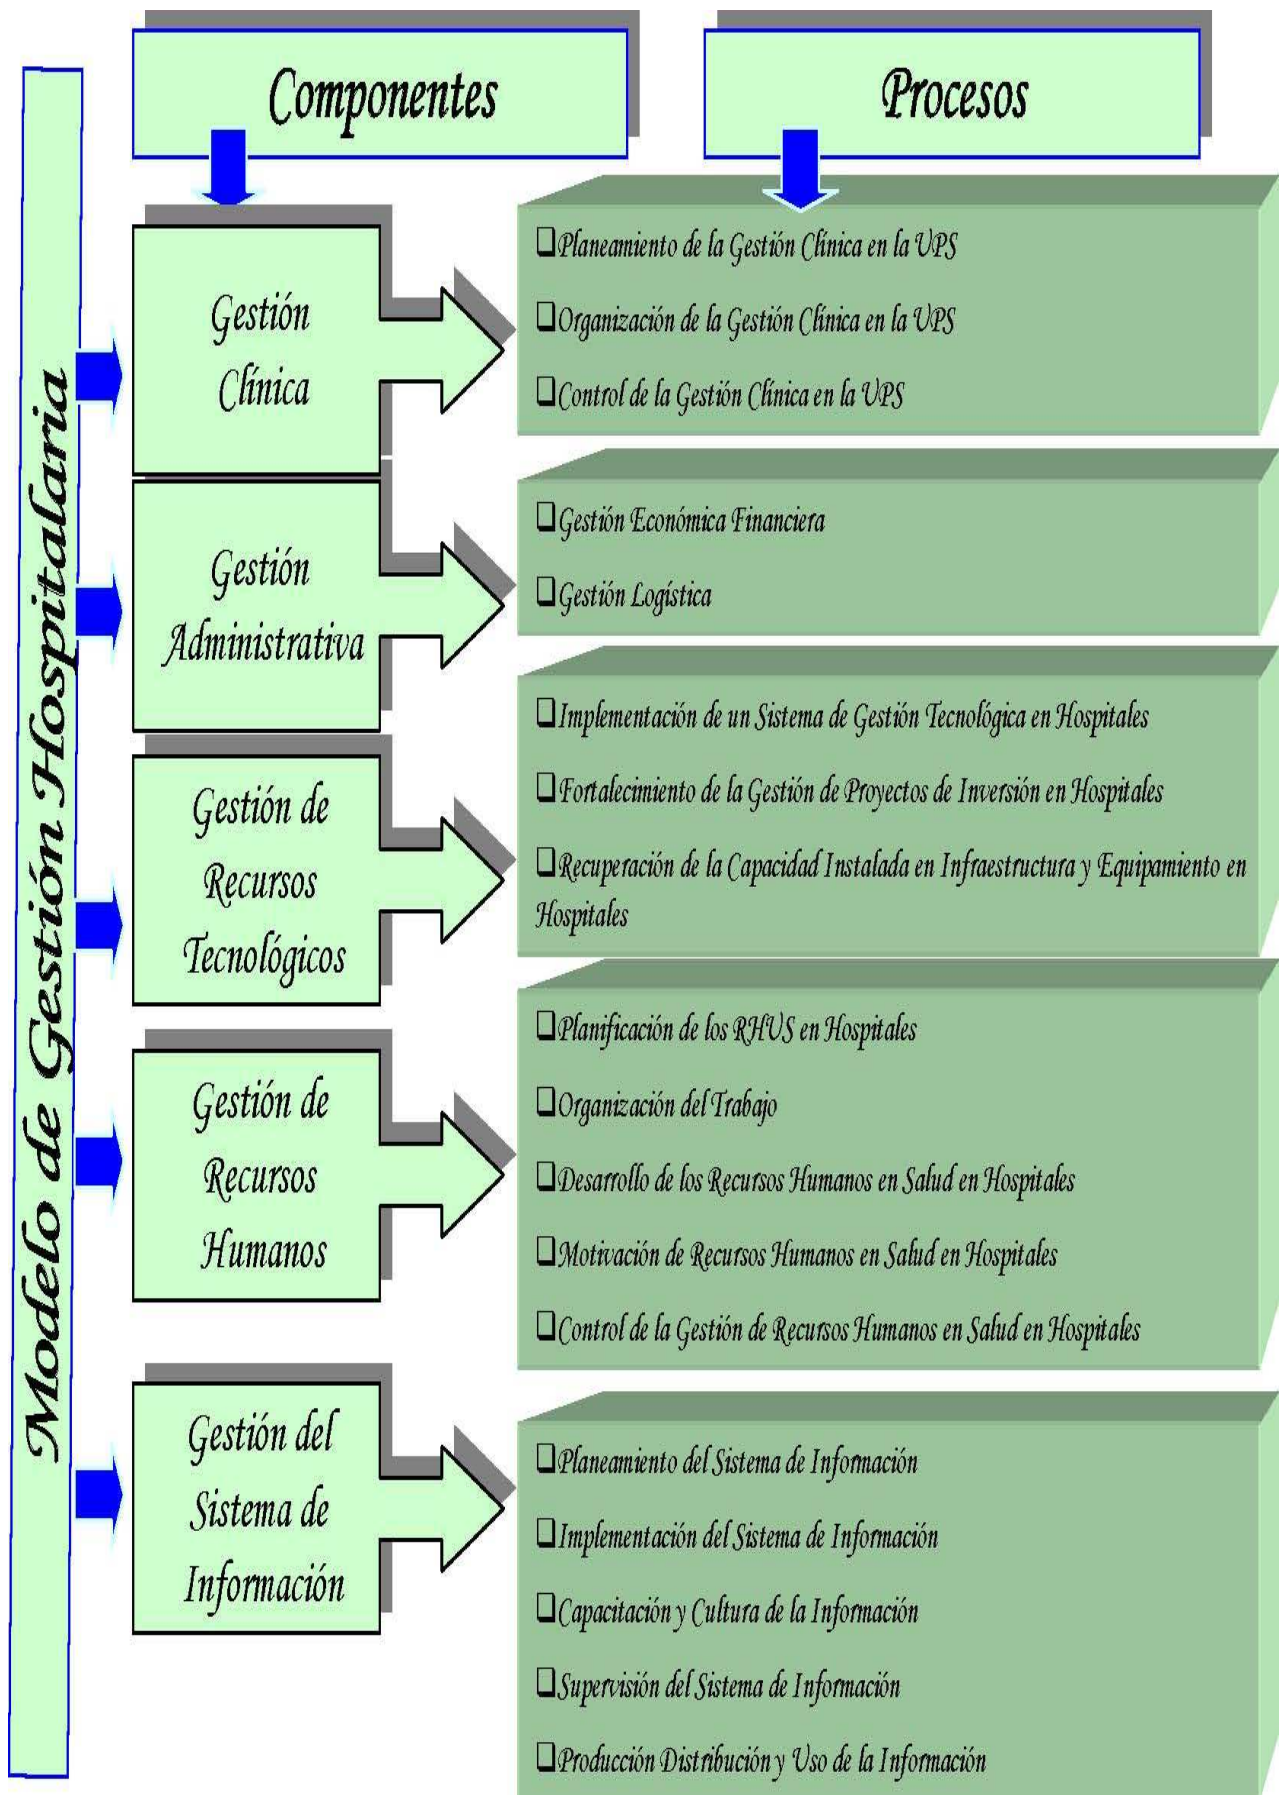 Modelo de Gestión Hospitalaria
Componentes
Procesos
Gestión
Clínica
❑Planeamiento de la Gestión Clínica en la UPS
❑Organización de la Gestión Clínica en la UPS
❑Control de la Gestión Clínica en la UPS
Gestión
Administrativa
❑Gestión Económica Financiera
❑Gestión Logística
Gestión de
Recursos
Tecnológicos
❑Implementación de un Sistema de Gestión Tecnológica en Hospitales
❑Fortalecimiento de la Gestión de Proyectos de Inversión en Hospitales
❑Recuperación de la Capacidad Instalada en Infraestructura y Equipamiento en
Hospitales
Gestión de
Recursos
Humanos
❑Planificación de los RHUS en Hospitales
❑Organización del Trabajo
❑Desarrollo de los Recursos Humanos en Salud en Hospitales
❑Motivación de Recursos Humanos en Salud en Hospitales
❑Control de la Gestión de Recursos Humanos en Salud en Hospitales
Gestión del
Sistema de
Información
❑Planeamiento del Sistema de Información
❑Implementación del Sistema de Información
❑Capacitación y Cultura de la Información
❑Supervisión del Sistema de Información
❑Producción Distribución y Uso de la Información